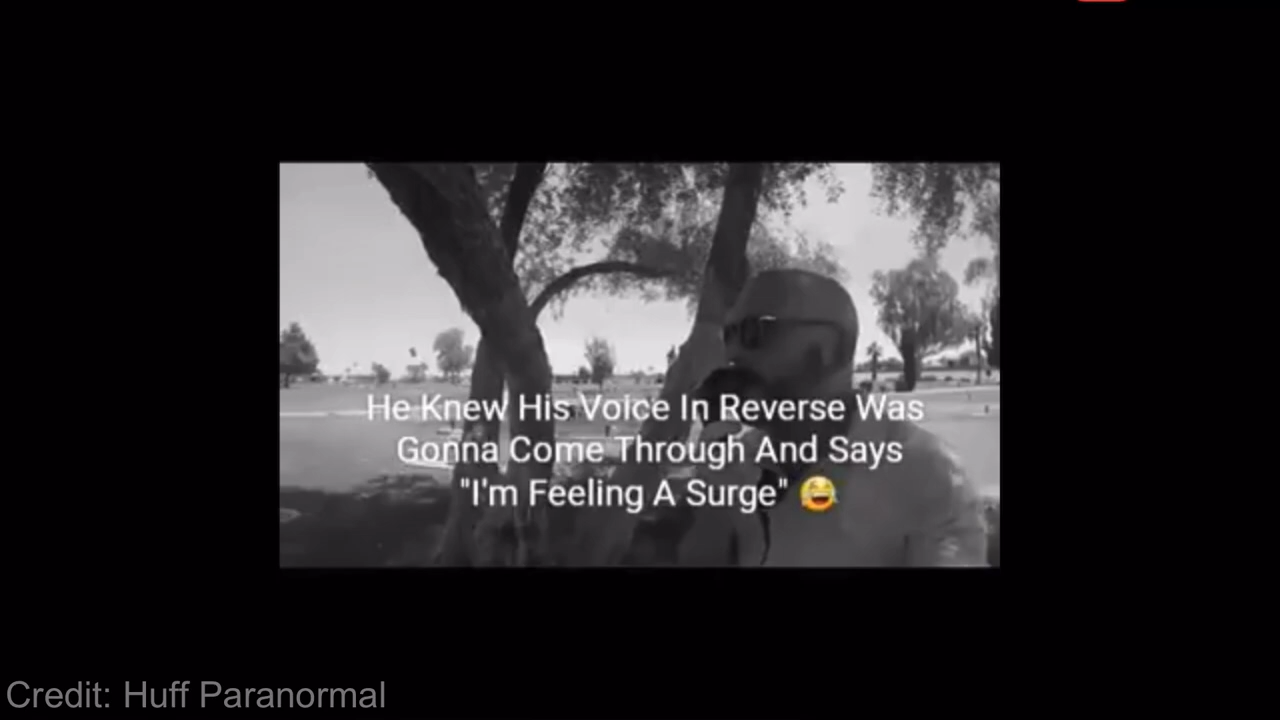 He Knew His Voice In Reverse Was
Gonna Come Through And Says
"I'm Feeling A Surge" 😂
Credit: Huff Paranormal